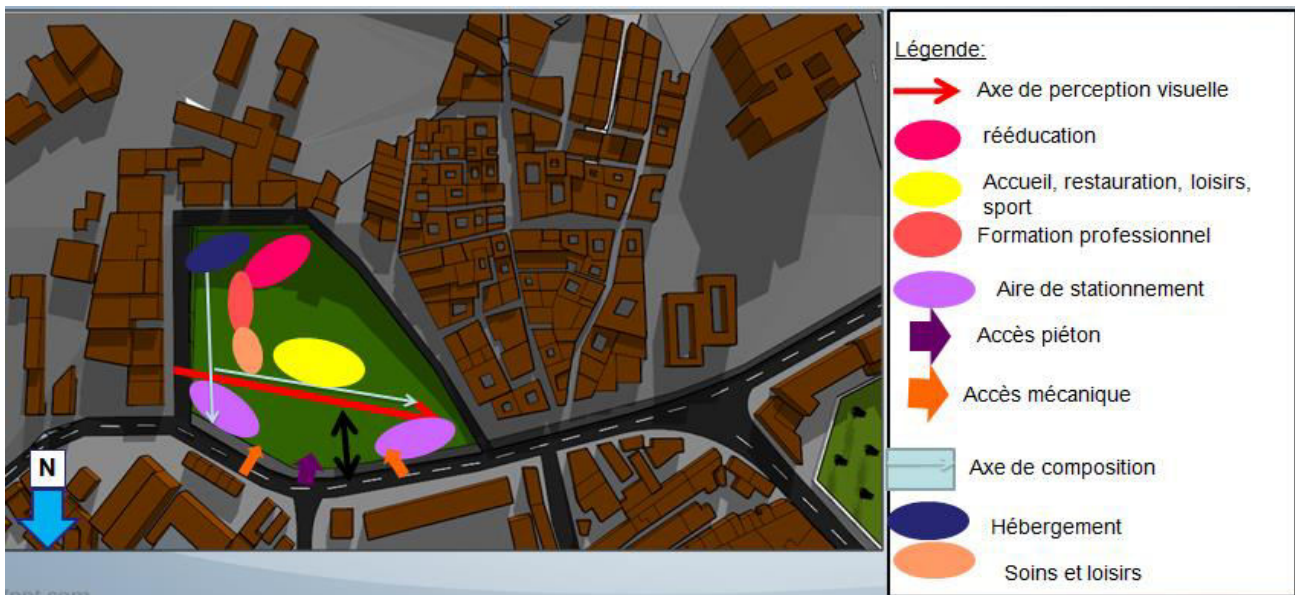 N
Légende:
Axe de perception visuelle
rééducation
Accueil, restauration, loisirs,
sport
Formation professionnel
Aire de stationnement
Accès piéton
Accès mécanique
Axe de composition
Hébergement
Soins et loisirs